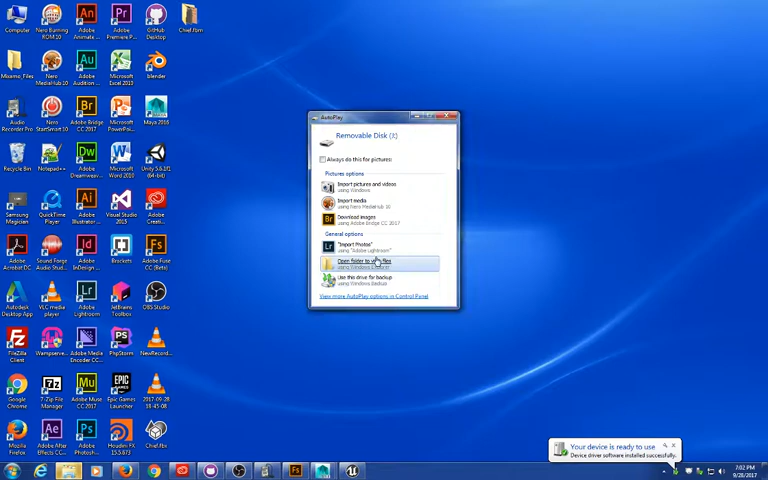 Computer
Nero Burning
ROM 10
Adobe
Animate ...
Adobe
Premiere P...
GitHub
Desktop
Chief.fbm
Mixamo_Files
Nero
MediaHub 10
Adobe
Audition ...
Microsoft
Excel 2010
blender
Audio
Recorder Pro
Nero
StartSmart 10
Adobe Bridge
CC 2017
Microsoft
PowerPoi...
Maya 2016
Recycle Bin
Notepad++
Adobe
Dreamweav...
Microsoft
Word 2010
Unity 5.6.1f1
(64-bit)
Samsung
Magician
QuickTime
Player
Adobe
Illustrator ...
Visual Studio
2015
Adobe
Creati...
Adobe
Acrobat DC
Sound Forge
Audio Studi...
Adobe
InDesign ...
Brackets
Adobe Fuse
CC (Beta)
Autodesk
Desktop App
VLC media
player
Adobe
Lightroom
JetBrains
Toolbox
OBS Studio
FileZilla
Client
Wampserve...
Adobe Media
Encoder CC...
PhpStorm
NewRecord...
Google
Chrome
7-Zip File
Manager
Adobe Muse
CC 2017
Epic Games
Launcher
2017-09-28
18-45-08
Mozilla
Firefox
Adobe After
Effects CC...
Adobe
Photosh...
Houdini FX
15.5.673
Chief.fbx
AutoPlay
Removable Disk (I:)
Always do this for pictures:
Pictures options
Import pictures and videos
using Windows
Import media
using Nero MediaHub 10
Download images
using Adobe Bridge CC 2017
General options
"Import Photos"
using "Adobe Lightroom"
Open folder to view files
using Windows Explorer
Use this drive for backup
using Windows Backup
View more AutoPlay options in Control Panel
Your device is ready to use
Device driver software installed successfully.
7:02 PM
9/28/2017